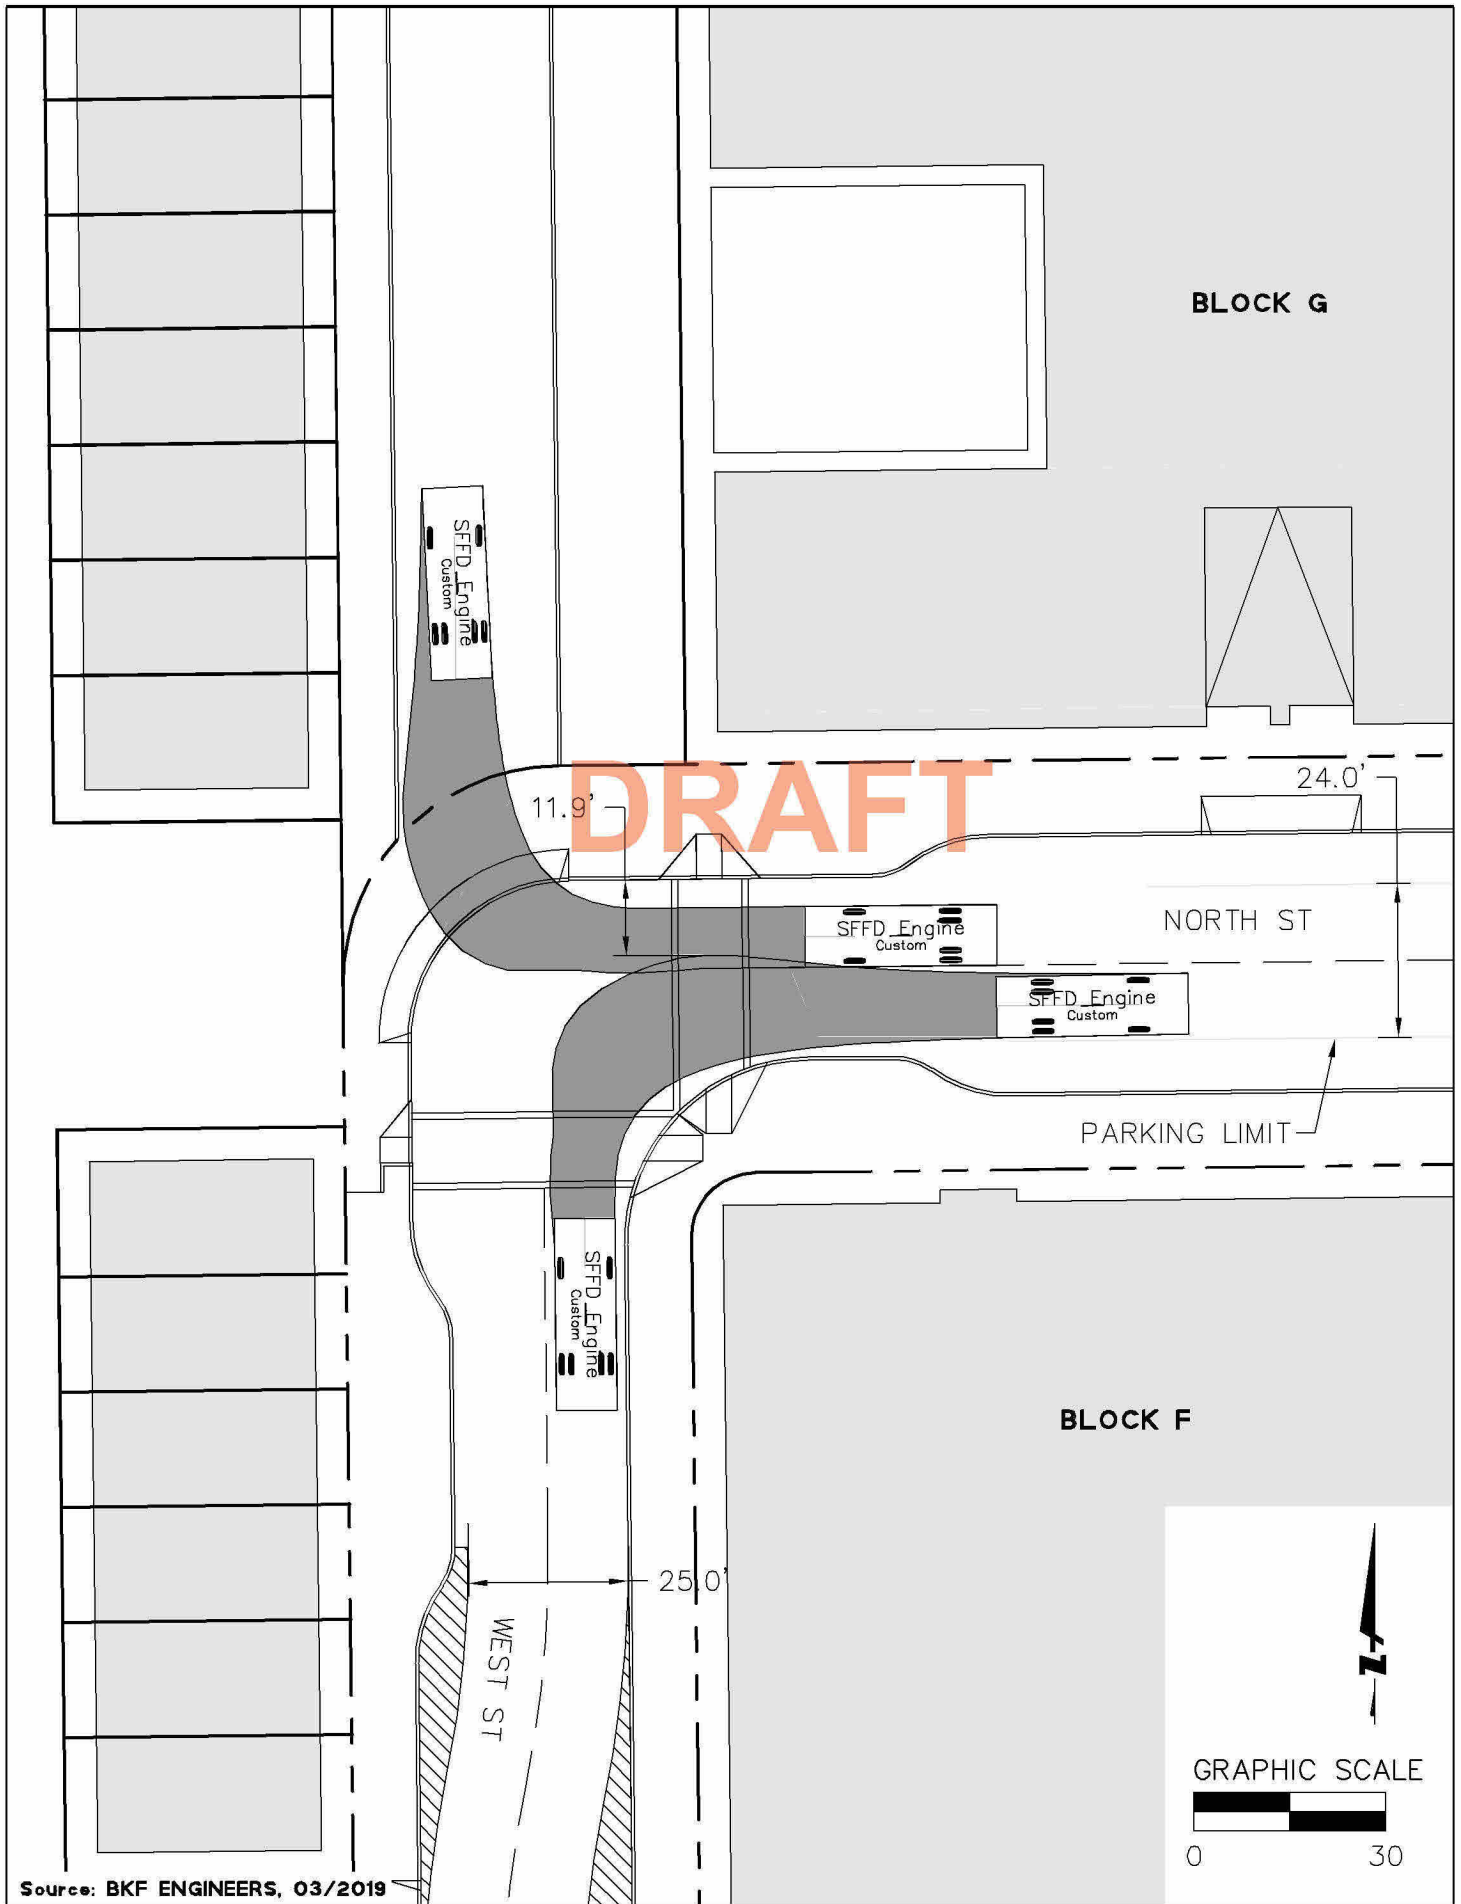 BLOCK G
SFFD_Engine
Custom
DRAFT
24.0'
11.9'
NORTH ST
SFFD_Engine
Custom
SFFD_Engine
Custom
PARKING LIMIT
SFFD_Engine
Custom
BLOCK F
25.0'
WEST ST
Z
GRAPHIC SCALE
0 30
Source: BKF ENGINEERS, 03/2019